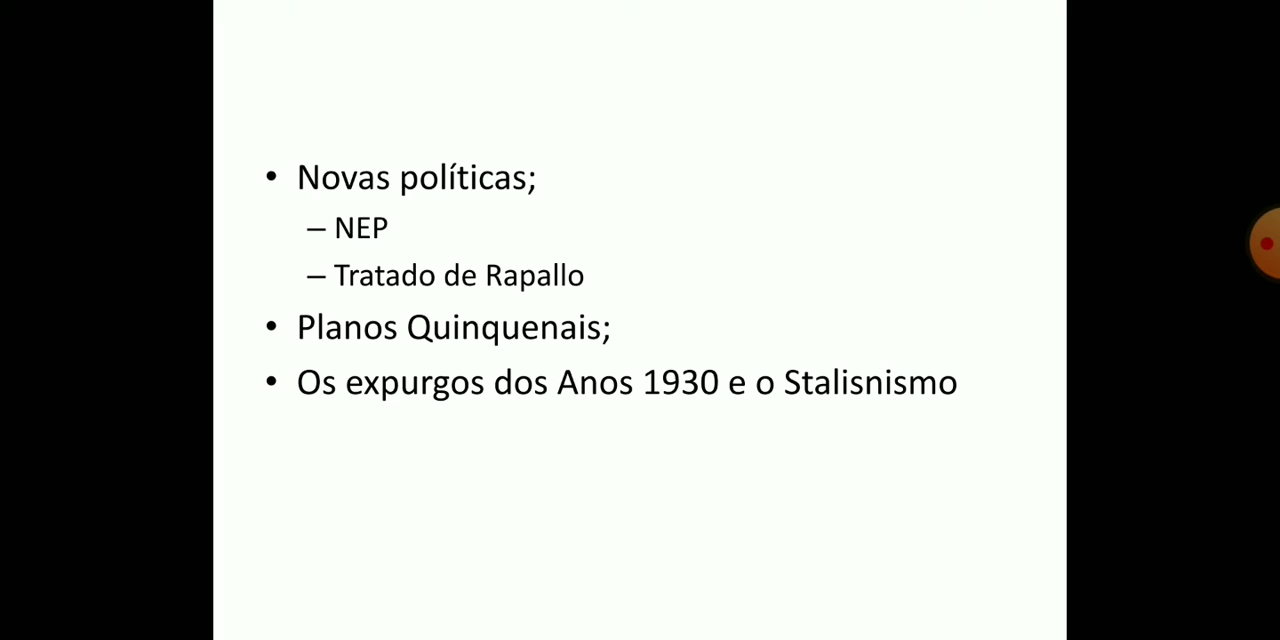 • Novas políticas;
– NEP
– Tratado de Rapallo
• Planos Quinquenais;
• Os expurgos dos Anos 1930 e o Stalisnismo